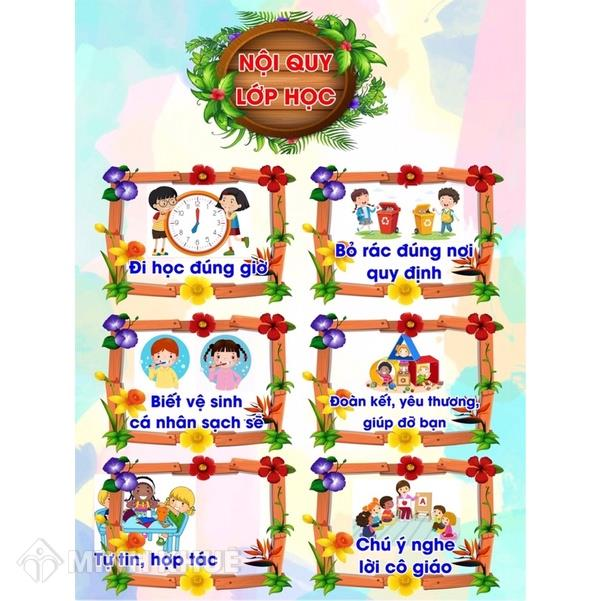 NỘI QUY
LỚP HỌC
Đi học đúng giờ
Bỏ rác đúng nơi
quy định
Biết vệ sinh
cá nhân sạch sẽ
Đoàn kết, yêu thương,
giúp đỡ bạn
Tự tin, hợp tác
Chú ý nghe
lời cô giáo